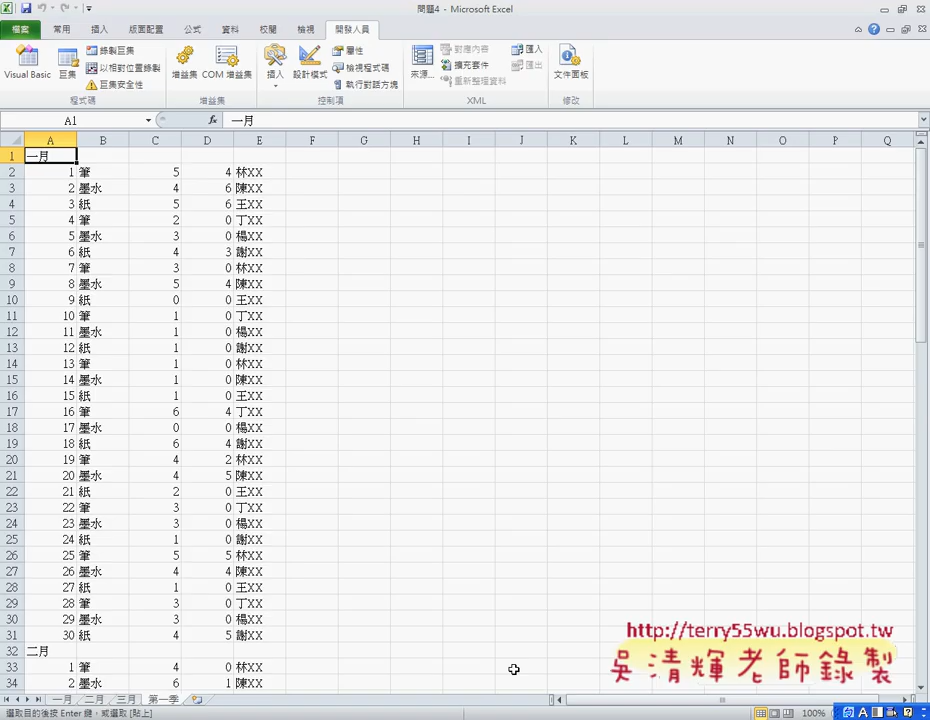 問題4 - Microsoft Excel
檔案 常用 插入 版面配置 公式 資料 校閱 檢視 開發人員
Visual Basic 巨集 錄製巨集 以相對位置錄製 巨集安全性 增益集 COM 增益集 插入 設計模式 屬性 檢視程式碼 執行對話方塊 來源... 對應內容 擴充套件 重新整理資料 匯入 匯出 文件面板
程式碼 增益集 控制項 XML 修改
A1 fx 一月
A B C D E F G H I J K L M N O P Q
1 一月
2 1 筆 5 4 林XX
3 2 墨水 4 6 陳XX
4 3 紙 5 6 王XX
5 4 筆 2 0 丁XX
6 5 墨水 3 0 楊XX
7 6 紙 4 3 謝XX
8 7 筆 3 0 林XX
9 8 墨水 5 4 陳XX
10 9 紙 0 0 王XX
11 10 筆 1 0 丁XX
12 11 墨水 1 0 楊XX
13 12 紙 1 0 謝XX
14 13 筆 1 0 林XX
15 14 墨水 1 0 陳XX
16 15 紙 1 0 王XX
17 16 筆 6 4 丁XX
18 17 墨水 0 0 楊XX
19 18 紙 6 4 謝XX
20 19 筆 4 2 林XX
21 20 墨水 4 5 陳XX
22 21 紙 2 0 王XX
23 22 筆 3 0 丁XX
24 23 墨水 3 0 楊XX
25 24 紙 1 0 謝XX
26 25 筆 5 5 林XX
27 26 墨水 4 4 陳XX
28 27 紙 1 0 王XX
29 28 筆 3 0 丁XX
30 29 墨水 3 0 楊XX
31 30 紙 4 5 謝XX
32 二月
33 1 筆 4 0 林XX
34 2 墨水 6 1 陳XX
http://terry55wu.blogspot.tw
吳清輝老師錄製
一月 二月 三月 第一季
選取目的後按 Enter 鍵，或選取 [貼上] 100%